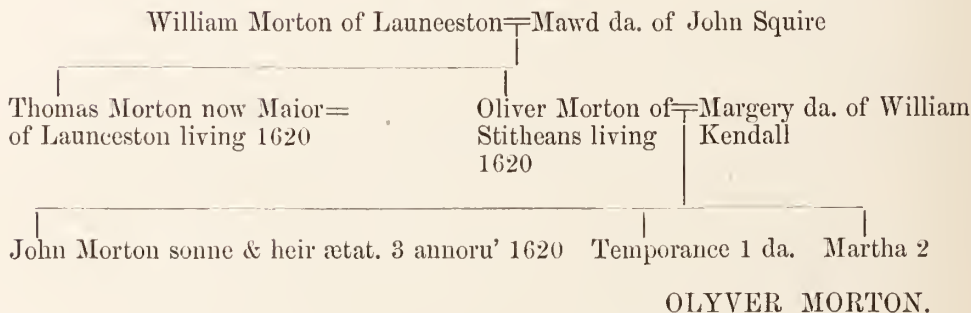 William Morton of Launceston=Mawd da. of John Squire
Thomas Morton now Maior=
of Launceston living 1620
Oliver Morton of=Margery da. of William
Stitheans living Kendall
1620
John Morton sonne & heir ætat. 3 annoru' 1620 Temporance 1 da. Martha 2
OLYVER MORTON.